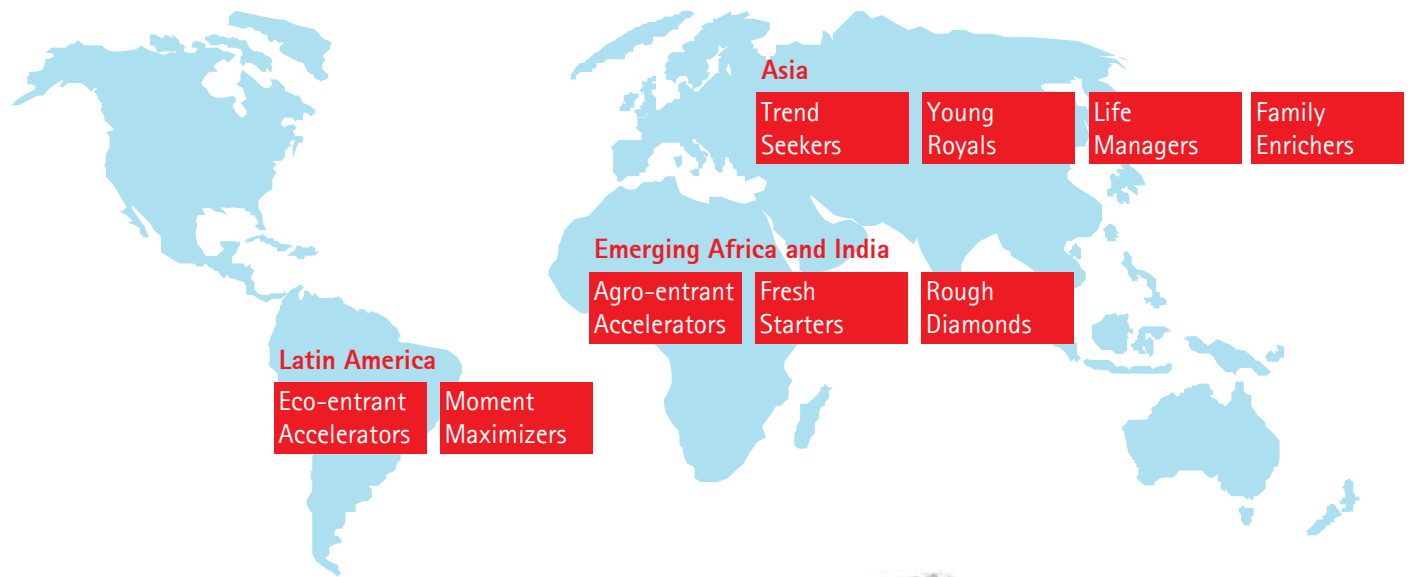 Asia
Trend
Seekers
Young
Royals
Life
Managers
Family
Enrichers
Emerging Africa and India
Agro-entrant
Accelerators
Fresh
Starters
Rough
Diamonds
Latin America
Eco-entrant
Accelerators
Moment
Maximizers